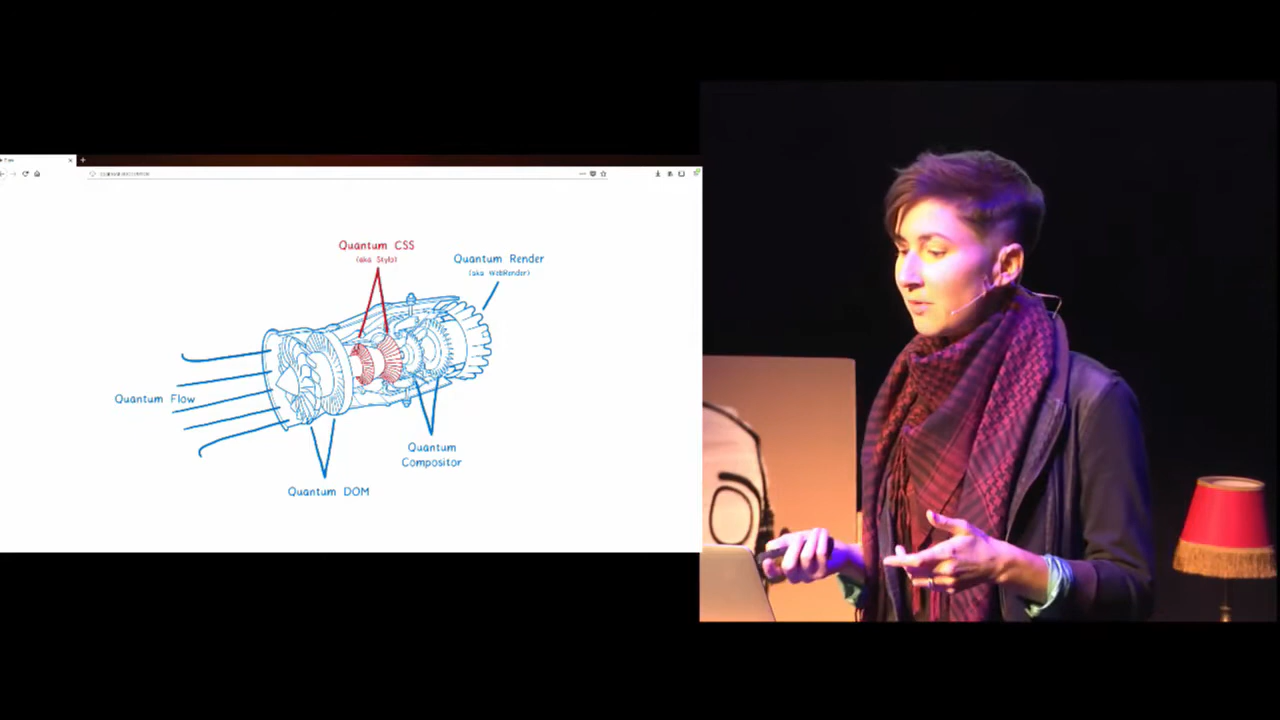 Quantum CSS
(aka Stylo)
Quantum Render
(aka WebRender)
Quantum Flow
Quantum
Compositor
Quantum DOM